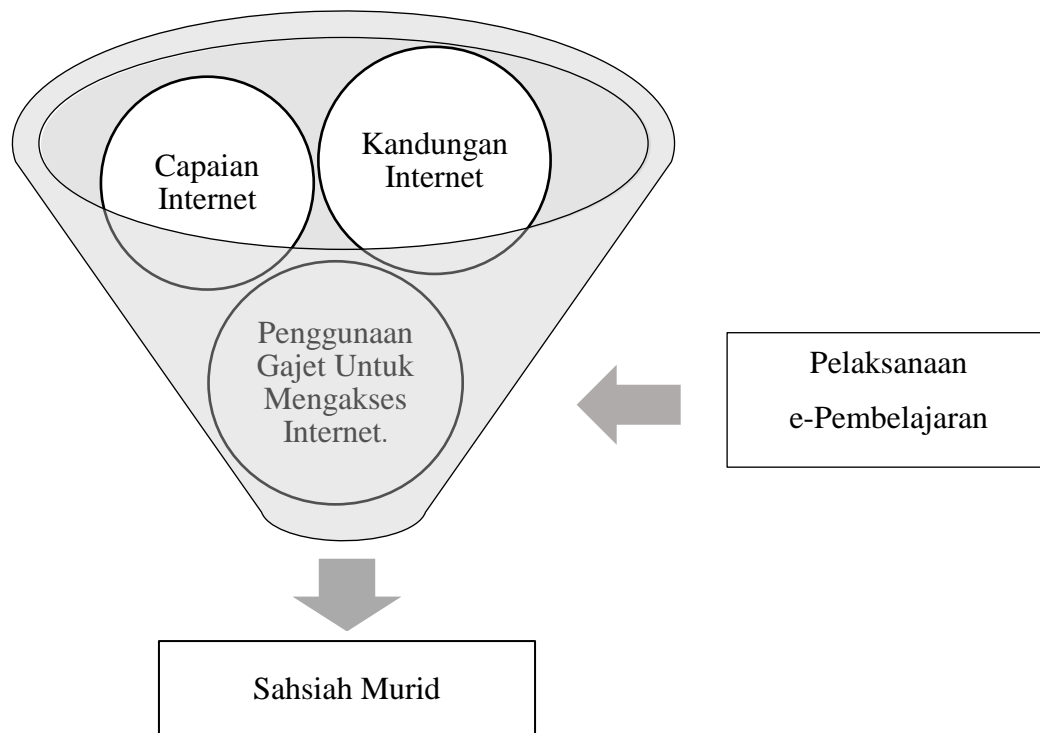 Capaian
Internet
Kandungan
Internet
Penggunaan
Gajet Untuk
Mengakses
Internet.
Pelaksanaan
e-Pembelajaran
Sahsiah Murid